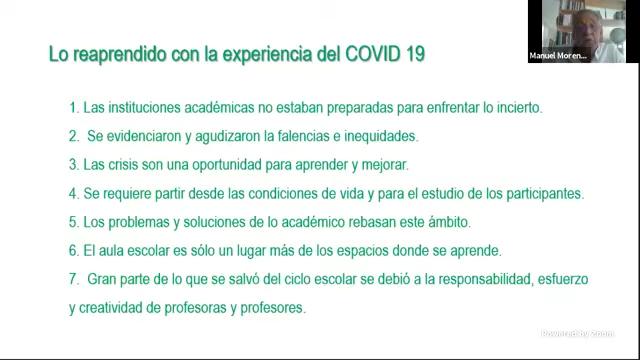 Lo reaprendido con la experiencia del COVID 19
Manuel Moren...
1. Las instituciones académicas no estaban preparadas para enfrentar lo incierto.
2. Se evidenciaron y agudizaron la falencias e inequidades.
3. Las crisis son una oportunidad para aprender y mejorar.
4. Se requiere partir desde las condiciones de vida y para el estudio de los participantes.
5. Los problemas y soluciones de lo académico rebasan este ámbito.
6. El aula escolar es sólo un lugar más de los espacios donde se aprende.
7. Gran parte de lo que se salvó del ciclo escolar se debió a la responsabilidad, esfuerzo
y creatividad de profesoras y profesores.
Powered by Zoom